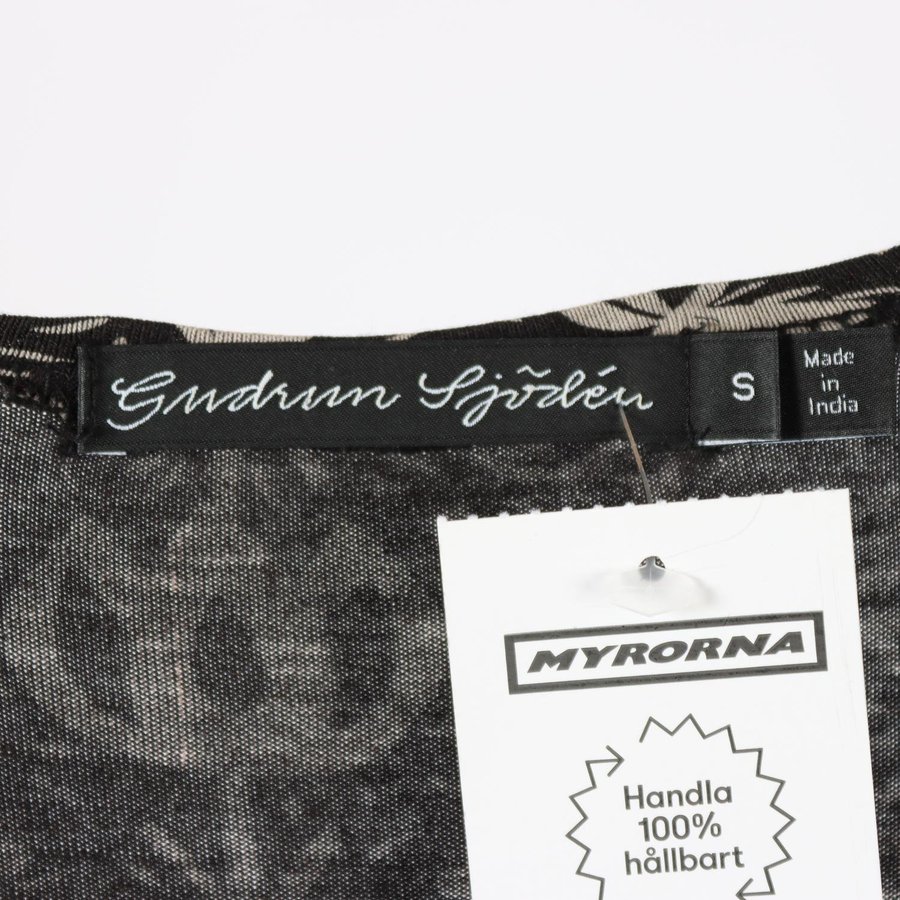 Gudrun Sjödén
S
Made
in
India
MYRORNA
Handla
100%
hållbart